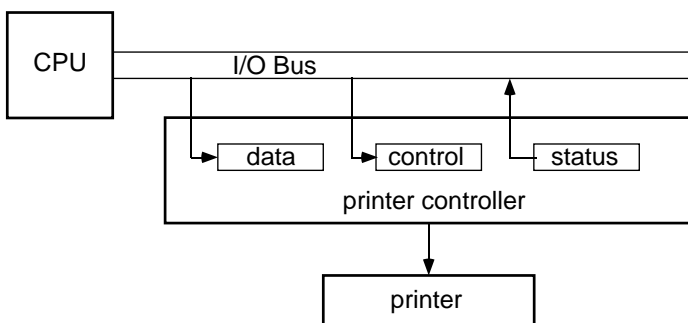 CPU
I/O Bus
data
control
status
printer controller
printer